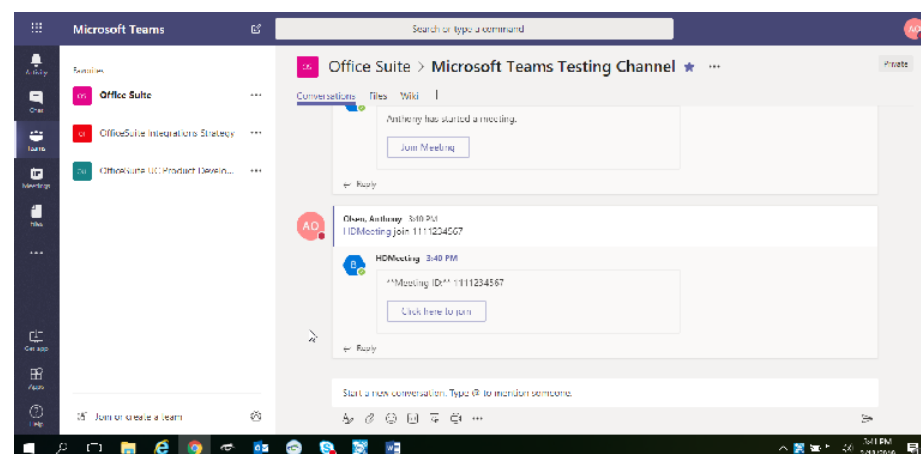 Microsoft Teams
Search or type a command
AO
Activity
Chat
Teams
Meetings
Files
Get app
Apps
Help
Favorites
OS Office Suite
OI OfficeSuite Integrations Strategy
OU OfficeSuite UC Product Develo...
Join or create a team
OS Office Suite > Microsoft Teams Testing Channel
Private
Conversations Files Wiki
Anthony has started a meeting.
Join Meeting
Reply
AO
Olsen, Anthony 3:40 PM
HDMeeting join 1111234567
B
HDMeeting 3:40 PM
**Meeting ID:** 1111234567
Click here to join
Reply
Start a new conversation. Type @ to mention someone.
3:41 PM